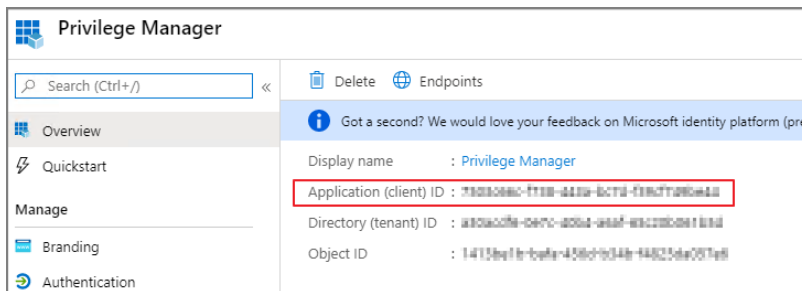 Privilege Manager
Search (Ctrl+/)
«
Overview
Quickstart
Manage
Branding
Authentication
Delete Endpoints
Got a second? We would love your feedback on Microsoft identity platform (pre
Display name : Privilege Manager
Application (client) ID :
Directory (tenant) ID :
Object ID :